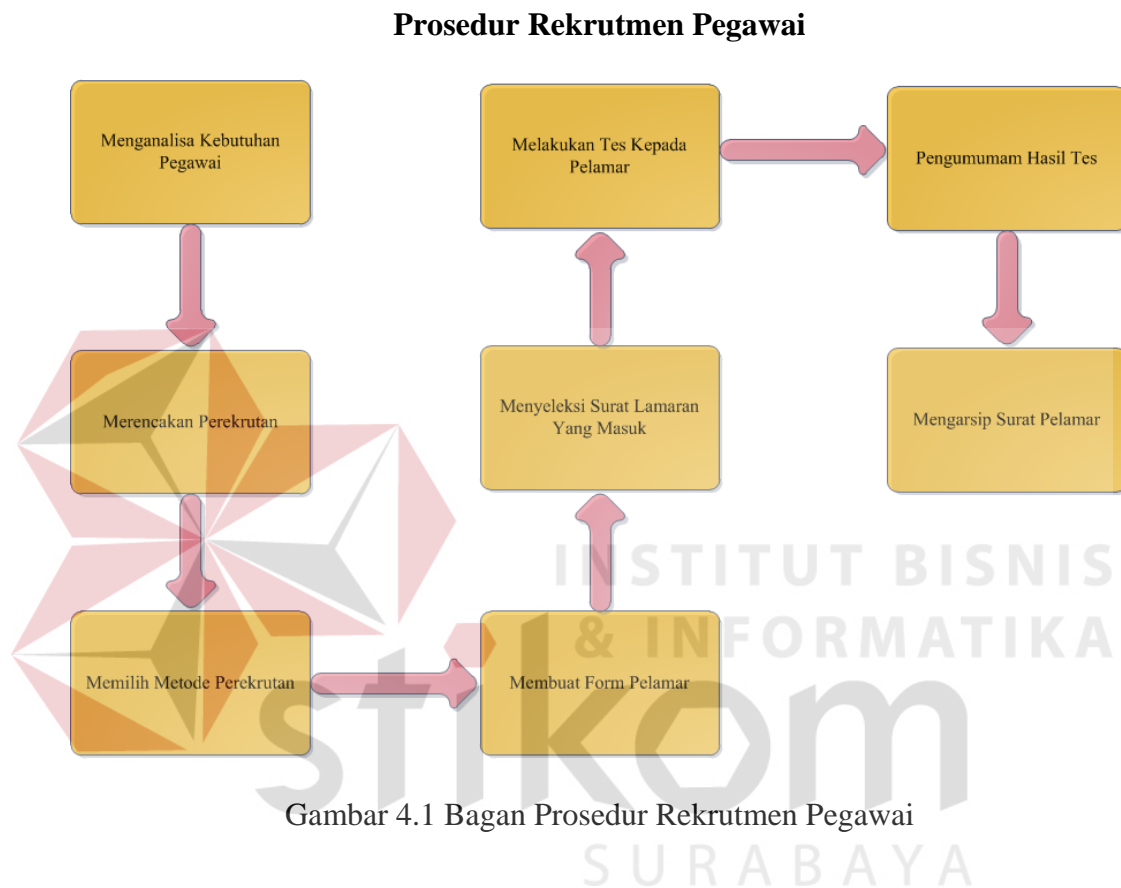 Prosedur Rekrutmen Pegawai
Menganalisa Kebutuhan
Pegawai
Merencakan Perekrutan
Memilih Metode Perekrutan
Membuat Form Pelamar
Menyeleksi Surat Lamaran
Yang Masuk
Melakukan Tes Kepada
Pelamar
Pengumumam Hasil Tes
Mengarsip Surat Pelamar
INSTITUT BISNIS
& INFORMATIKA
stikom
SURABAYA
Gambar 4.1 Bagan Prosedur Rekrutmen Pegawai